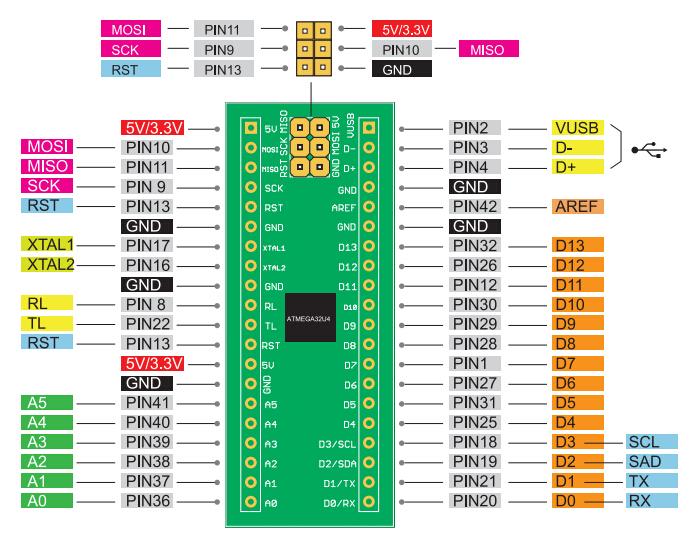 MOSI PIN11 5V/3.3V
SCK PIN9 PIN10 MISO
RST PIN13 GND
5V/3.3V 5V MISO 5V VUSB PIN2 VUSB
MOSI PIN10 MOSI SCK MOSI D- PIN3 D-
MISO PIN11 MISO RST GND D+ PIN4 D+
SCK PIN 9 SCK GND GND
RST PIN13 RST AREF PIN42 AREF
GND GND GND GND
XTAL1 PIN17 XTAL1 D13 PIN32 D13
XTAL2 PIN16 XTAL2 D12 PIN26 D12
GND GND D11 PIN12 D11
RL PIN 8 RL D10 PIN30 D10
ATMEGA32U4
TL PIN22 TL D9 PIN29 D9
RST PIN13 RST D8 PIN28 D8
5V/3.3V 5V D7 PIN1 D7
GND GND D6 PIN27 D6
A5 PIN41 A5 D5 PIN31 D5
A4 PIN40 A4 D4 PIN25 D4
A3 PIN39 A3 D3/SCL PIN18 D3 SCL
A2 PIN38 A2 D2/SDA PIN19 D2 SAD
A1 PIN37 A1 D1/TX PIN21 D1 TX
A0 PIN36 A0 D0/RX PIN20 D0 RX